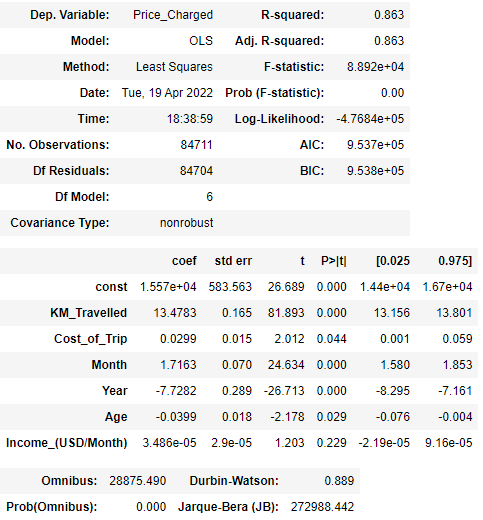 Dep. Variable: Price_Charged R-squared: 0.863
Model: OLS Adj. R-squared: 0.863
Method: Least Squares F-statistic: 8.892e+04
Date: Tue, 19 Apr 2022 Prob (F-statistic): 0.00
Time: 18:38:59 Log-Likelihood: -4.7684e+05
No. Observations: 84711 AIC: 9.537e+05
Df Residuals: 84704 BIC: 9.538e+05
Df Model: 6
Covariance Type: nonrobust
coef std err t P>|t| [0.025 0.975]
const 1.557e+04 583.563 26.689 0.000 1.44e+04 1.67e+04
KM_Travelled 13.4783 0.165 81.893 0.000 13.156 13.801
Cost_of_Trip 0.0299 0.015 2.012 0.044 0.001 0.059
Month 1.7163 0.070 24.634 0.000 1.580 1.853
Year -7.7282 0.289 -26.713 0.000 -8.295 -7.161
Age -0.0399 0.018 -2.178 0.029 -0.076 -0.004
Income_(USD/Month) 3.486e-05 2.9e-05 1.203 0.229 -2.19e-05 9.16e-05
Omnibus: 28875.490 Durbin-Watson: 0.889
Prob(Omnibus): 0.000 Jarque-Bera (JB): 272988.442